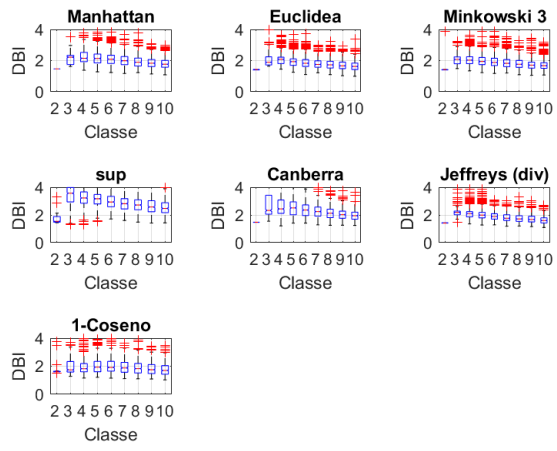 Manhattan
4
2
0
DBI
2 3 4 5 6 7 8 9 10
Classe
Euclidea
4
2
0
DBI
2 3 4 5 6 7 8 9 10
Classe
Minkowski 3
4
2
0
DBI
2 3 4 5 6 7 8 9 10
Classe
sup
4
2
0
DBI
2 3 4 5 6 7 8 9 10
Classe
Canberra
4
2
0
DBI
2 3 4 5 6 7 8 9 10
Classe
Jeffreys (div)
4
2
0
DBI
2 3 4 5 6 7 8 9 10
Classe
1-Coseno
4
2
0
DBI
2 3 4 5 6 7 8 9 10
Classe